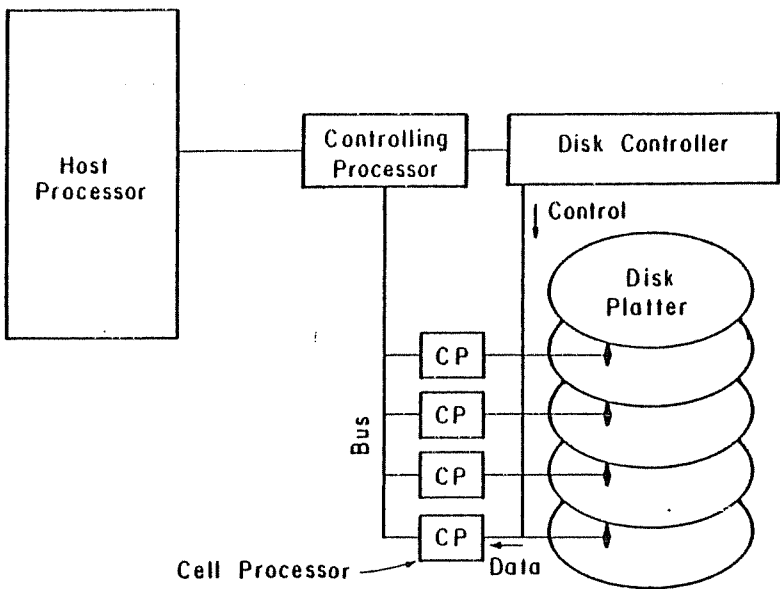 Host
Processor
Controlling
Processor
Disk Controller
Control
Disk
Platter
CP
CP
CP
CP
Bus
Data
Cell Processor